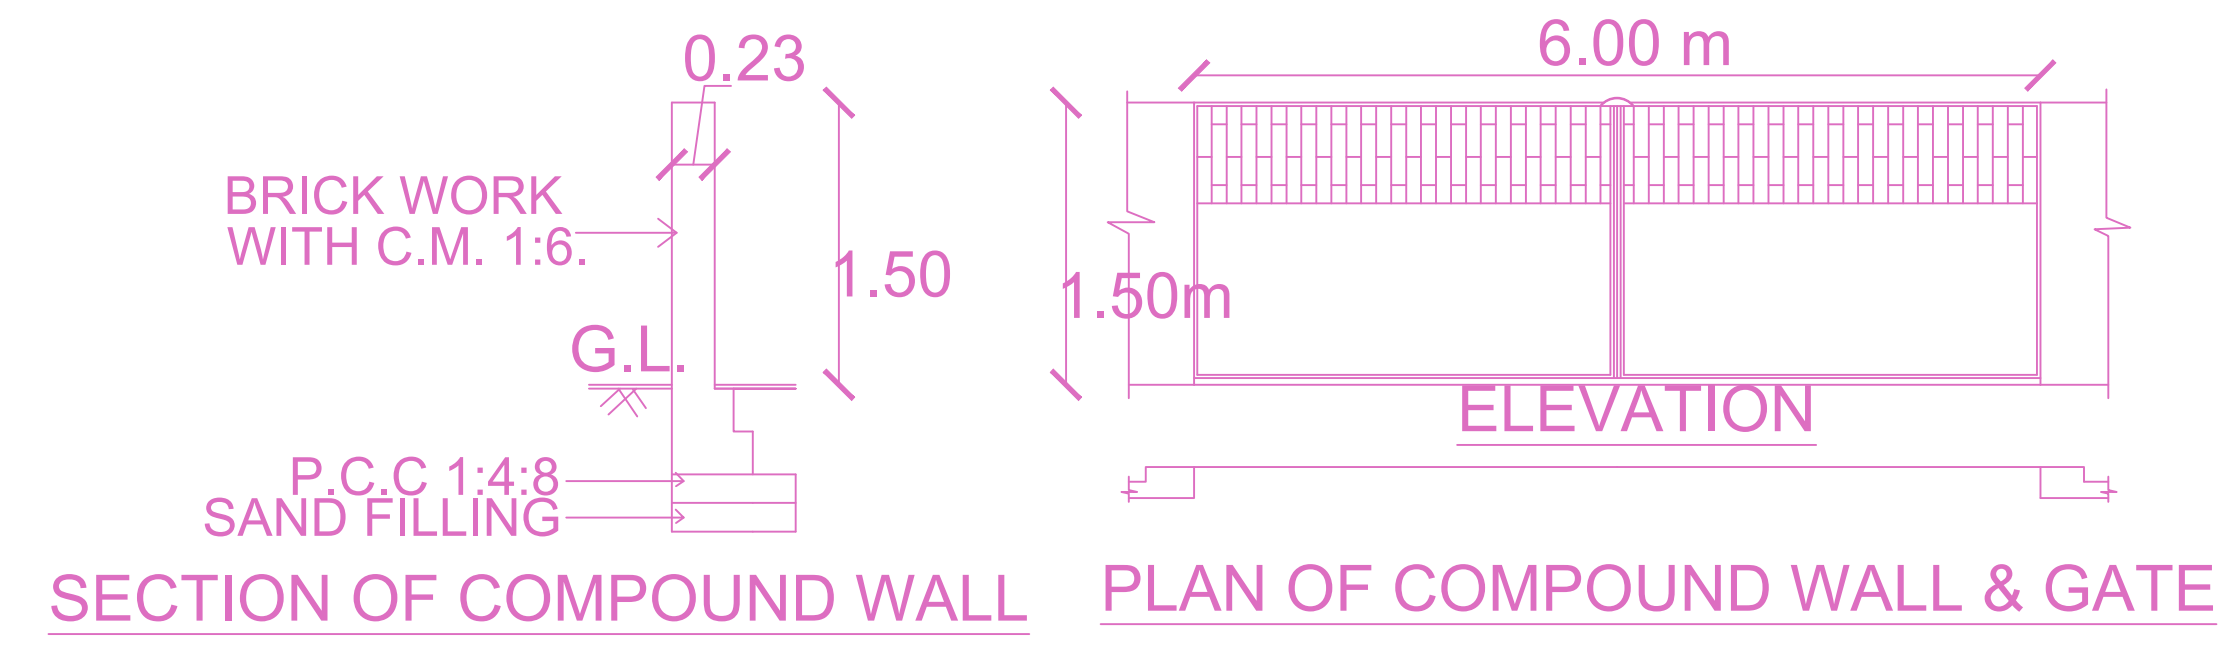 0.23
BRICK WORK
WITH C.M. 1:6.
1.50
G.L.
P.C.C 1:4:8
SAND FILLING
SECTION OF COMPOUND WALL
6.00 m
1.50m
ELEVATION
PLAN OF COMPOUND WALL & GATE